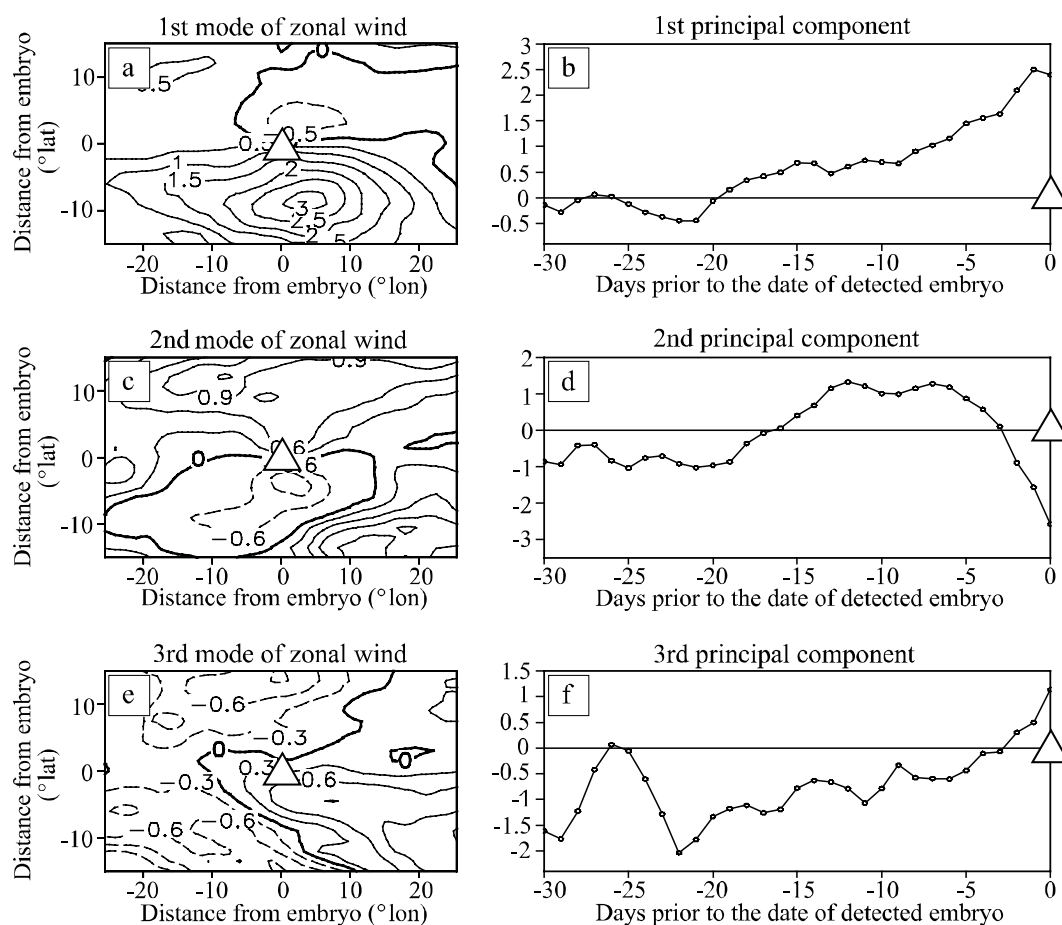 1st mode of zonal wind
a
Distance from embryo
(°lat)
10
0
-10
0
0.5
1
1.5
2
3
2.5
-20 -10 0 10 20
Distance from embryo (°lon)
1st principal component
b
3
2.5
2
1.5
1
0.5
0
-0.5
-30 -25 -20 -15 -10 -5 0
Days prior to the date of detected embryo
2nd mode of zonal wind
c
Distance from embryo
(°lat)
10
0
-10
0.9
0.9
0
-0.6
-20 -10 0 10 20
Distance from embryo (°lon)
2nd principal component
d
2
1
0
-1
-2
-3
-30 -25 -20 -15 -10 -5 0
Days prior to the date of detected embryo
3rd mode of zonal wind
e
Distance from embryo
(°lat)
10
0
-10
-0.6
-0.3
0
0
0.3
0.6
-0.3
-0.6
-0.6
-20 -10 0 10 20
Distance from embryo (°lon)
3rd principal component
f
1.5
1
0.5
0
-0.5
-1
-1.5
-2
-30 -25 -20 -15 -10 -5 0
Days prior to the date of detected embryo